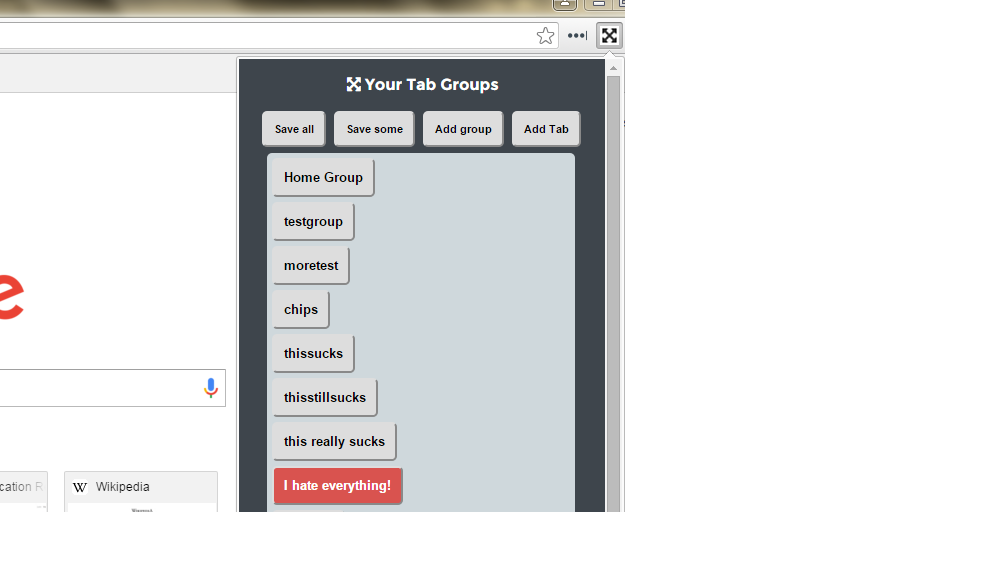 Your Tab Groups
Save all Save some Add group Add Tab
Home Group
testgroup
moretest
chips
thissucks
thisstillsucks
this really sucks
I hate everything!
e
cation R
W Wikipedia